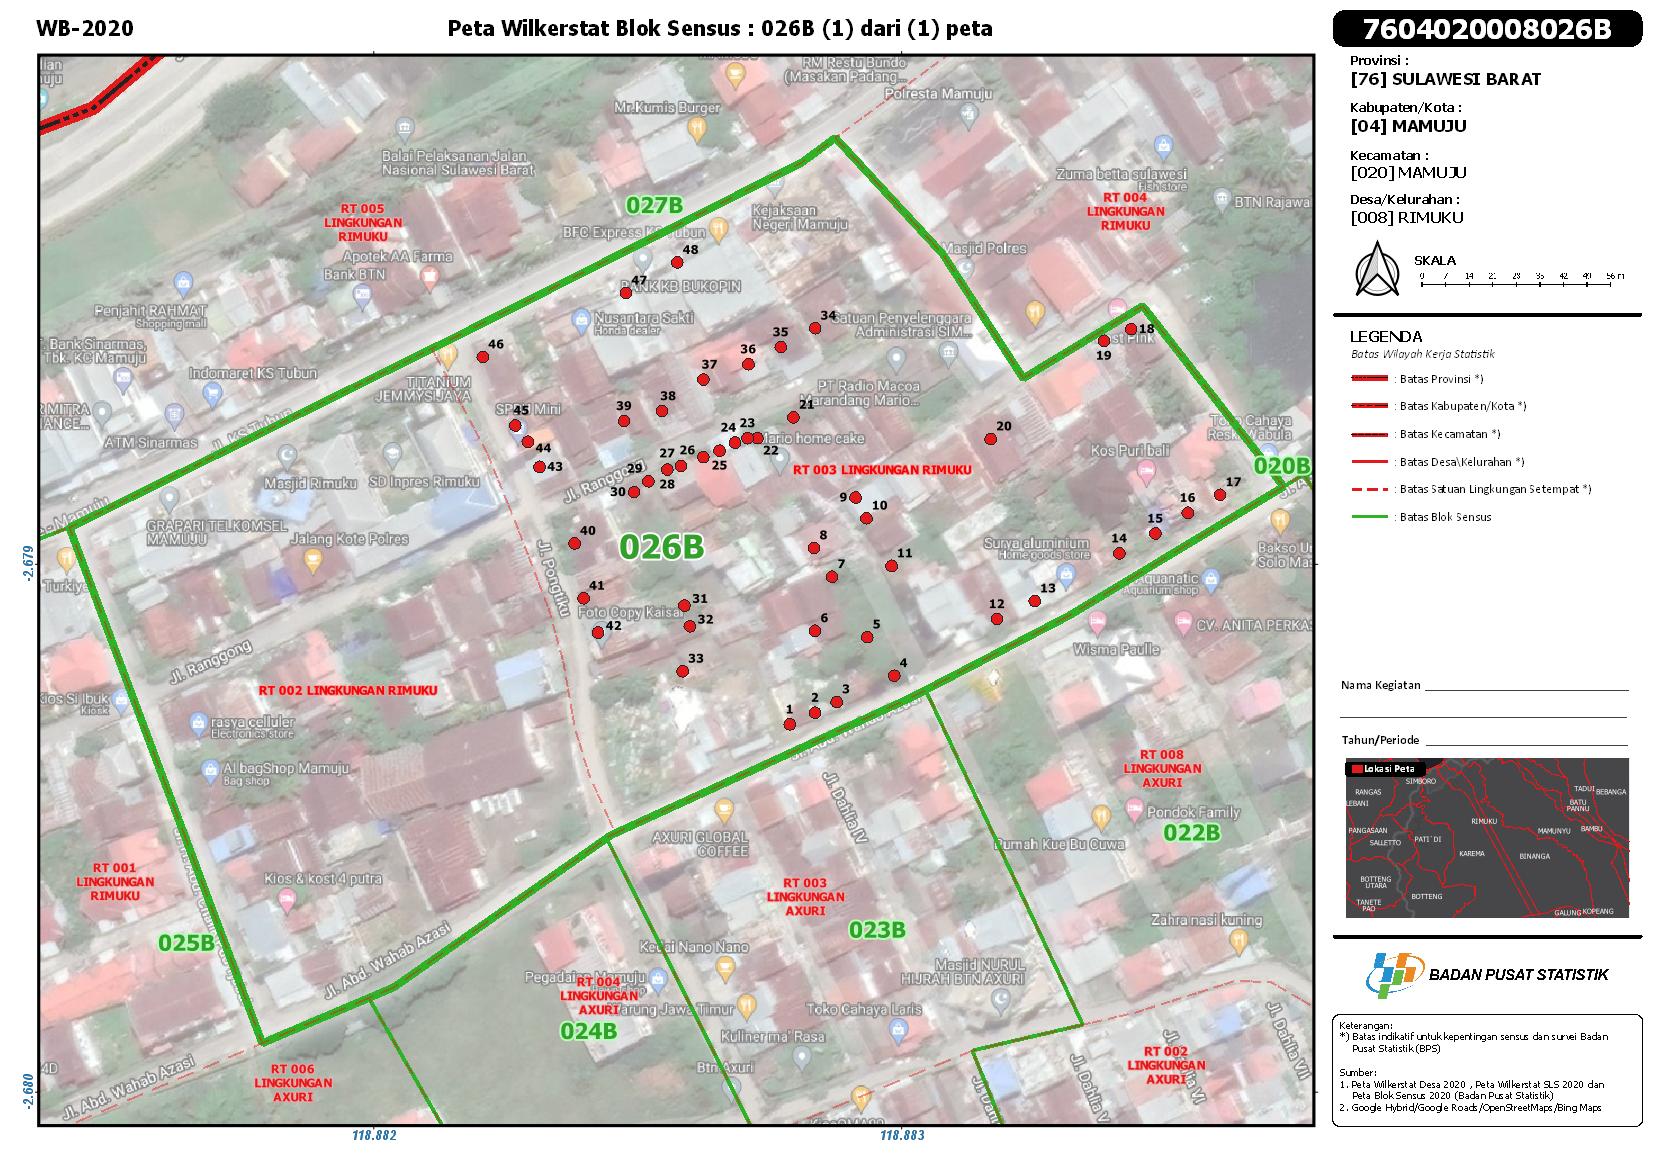 WB-2020
Peta Wilkerstat Blok Sensus : 026B (1) dari (1) peta
7604020008026B
Provinsi :
[76] SULAWESI BARAT
Kabupaten/Kota :
[04] MAMUJU
Kecamatan :
[020] MAMUJU
Desa/Kelurahan :
[008] RIMUKU
SKALA
0 7 14 21 28 35 42 49 56 m
LEGENDA
Batas Wilayah Kerja Statistik
: Batas Provinsi *)
: Batas Kabupaten/Kota *)
: Batas Kecamatan *)
: Batas Desa\Kelurahan *)
: Batas Satuan Lingkungan Setempat *)
: Batas Blok Sensus
Nama Kegiatan
Tahun/Periode
Lokasi Peta
SIMBORO
RANGAS
TADUI
BEBANGA
LEBANI
BATU
PANNU
RIMUKU
PANGASAAN
MAMUNYU
BAMBU
SALLETTO
PATI`DI
KAREMA
BINANGA
BOTTENG
UTARA
BOTTENG
TANETE
PAO
GALUNG
KOPEANG
BADAN PUSAT STATISTIK
Keterangan:
*) Batas indikatif untuk kepentingan sensus dan survei Badan
Pusat Statistik (BPS)
Sumber:
1. Peta Wilkerstat Desa 2020 , Peta Wilkerstat SLS 2020 dan
Peta Blok Sensus 2020 (Badan Pusat Statistik)
2. Google Hybrid/Google Roads/OpenStreetMaps/Bing Maps
RM Restu Bundo
(Masakan Padang...
Polresta Mamuju
Mr.Kumis Burger
Balai Pelaksanan Jalan
Nasional Sulawesi Barat
Zuma betta sulawesi
Fish store
BTN Rajawa
027B
RT 005
LINGKUNGAN
RIMUKU
RT 004
LINGKUNGAN
RIMUKU
Kejaksaan
Negeri Mamuju
BFC Express KS Tubun
Masjid Polres
Apotek AA Farma
Bank BTN
BANK KB BUKOPIN
48
47
Penjahit RAHMAT
Shopping mall
Nusantara Sakti
Honda dealer
Satuan Penyelenggara
Administrasi SIM...
34
35
36
37
18
19
Bank Sinarmas,
Tbk. KC Mamuju
Indomaret KS Tubun
46
TITANIUM
JEMMYSIJAYA
PT Radio Macoa
Marandang Mario...
38
39
21
ATM Sinarmas
Jl. KS Tubun
45
44
43
24
23
22
Mario home cake
20
Kos Puri bali
020B
Masjid Rimuku
SD Inpres Rimuku
Jl. Ranggong
29
27
26
25
28
30
RT 003 LINGKUNGAN RIMUKU
17
16
15
14
9
10
GRAPARI TELKOMSEL
MAMUJU
Jalang Kote Polres
40
026B
8
7
11
Surya aluminium
Home goods store
Aquanatic
Aquarium shop
41
42
Jl. Pongtiku
Foto Copy Kaisar
31
32
33
6
5
4
12
13
Wisma Paulle
CV. ANITA PERKAS
Jl. Ranggong
RT 002 LINGKUNGAN RIMUKU
1
2
3
Kios Si Ibuk
Kiosk
rasya celluler
Electronics store
Al bagShop Mamuju
Bag shop
RT 008
LINGKUNGAN
AXURI
Pondok Family
022B
Jl. Dahlia IV
AXURI GLOBAL
COFFEE
Rumah Kue Bu Cuwa
RT 001
LINGKUNGAN
RIMUKU
Kios & kost 4 putra
RT 003
LINGKUNGAN
AXURI
023B
Zahra nasi kuning
025B
Jl. Abd. Wahab Azasi
Kedai Nano Nano
Masjid NURUL
HIJRAH BTN AXURI
Pegadaian Mamuju
RT 004
LINGKUNGAN
AXURI
Warung Jawa Timur
Toko Cahaya Laris
024B
Kuliner ma' Rasa
Btn Axuri
RT 006
LINGKUNGAN
AXURI
Jl. Abd. Wahab Azasi
RT 002
LINGKUNGAN
AXURI
Jl. Dahlia VII
-2.679
-2.680
118.882
118.883